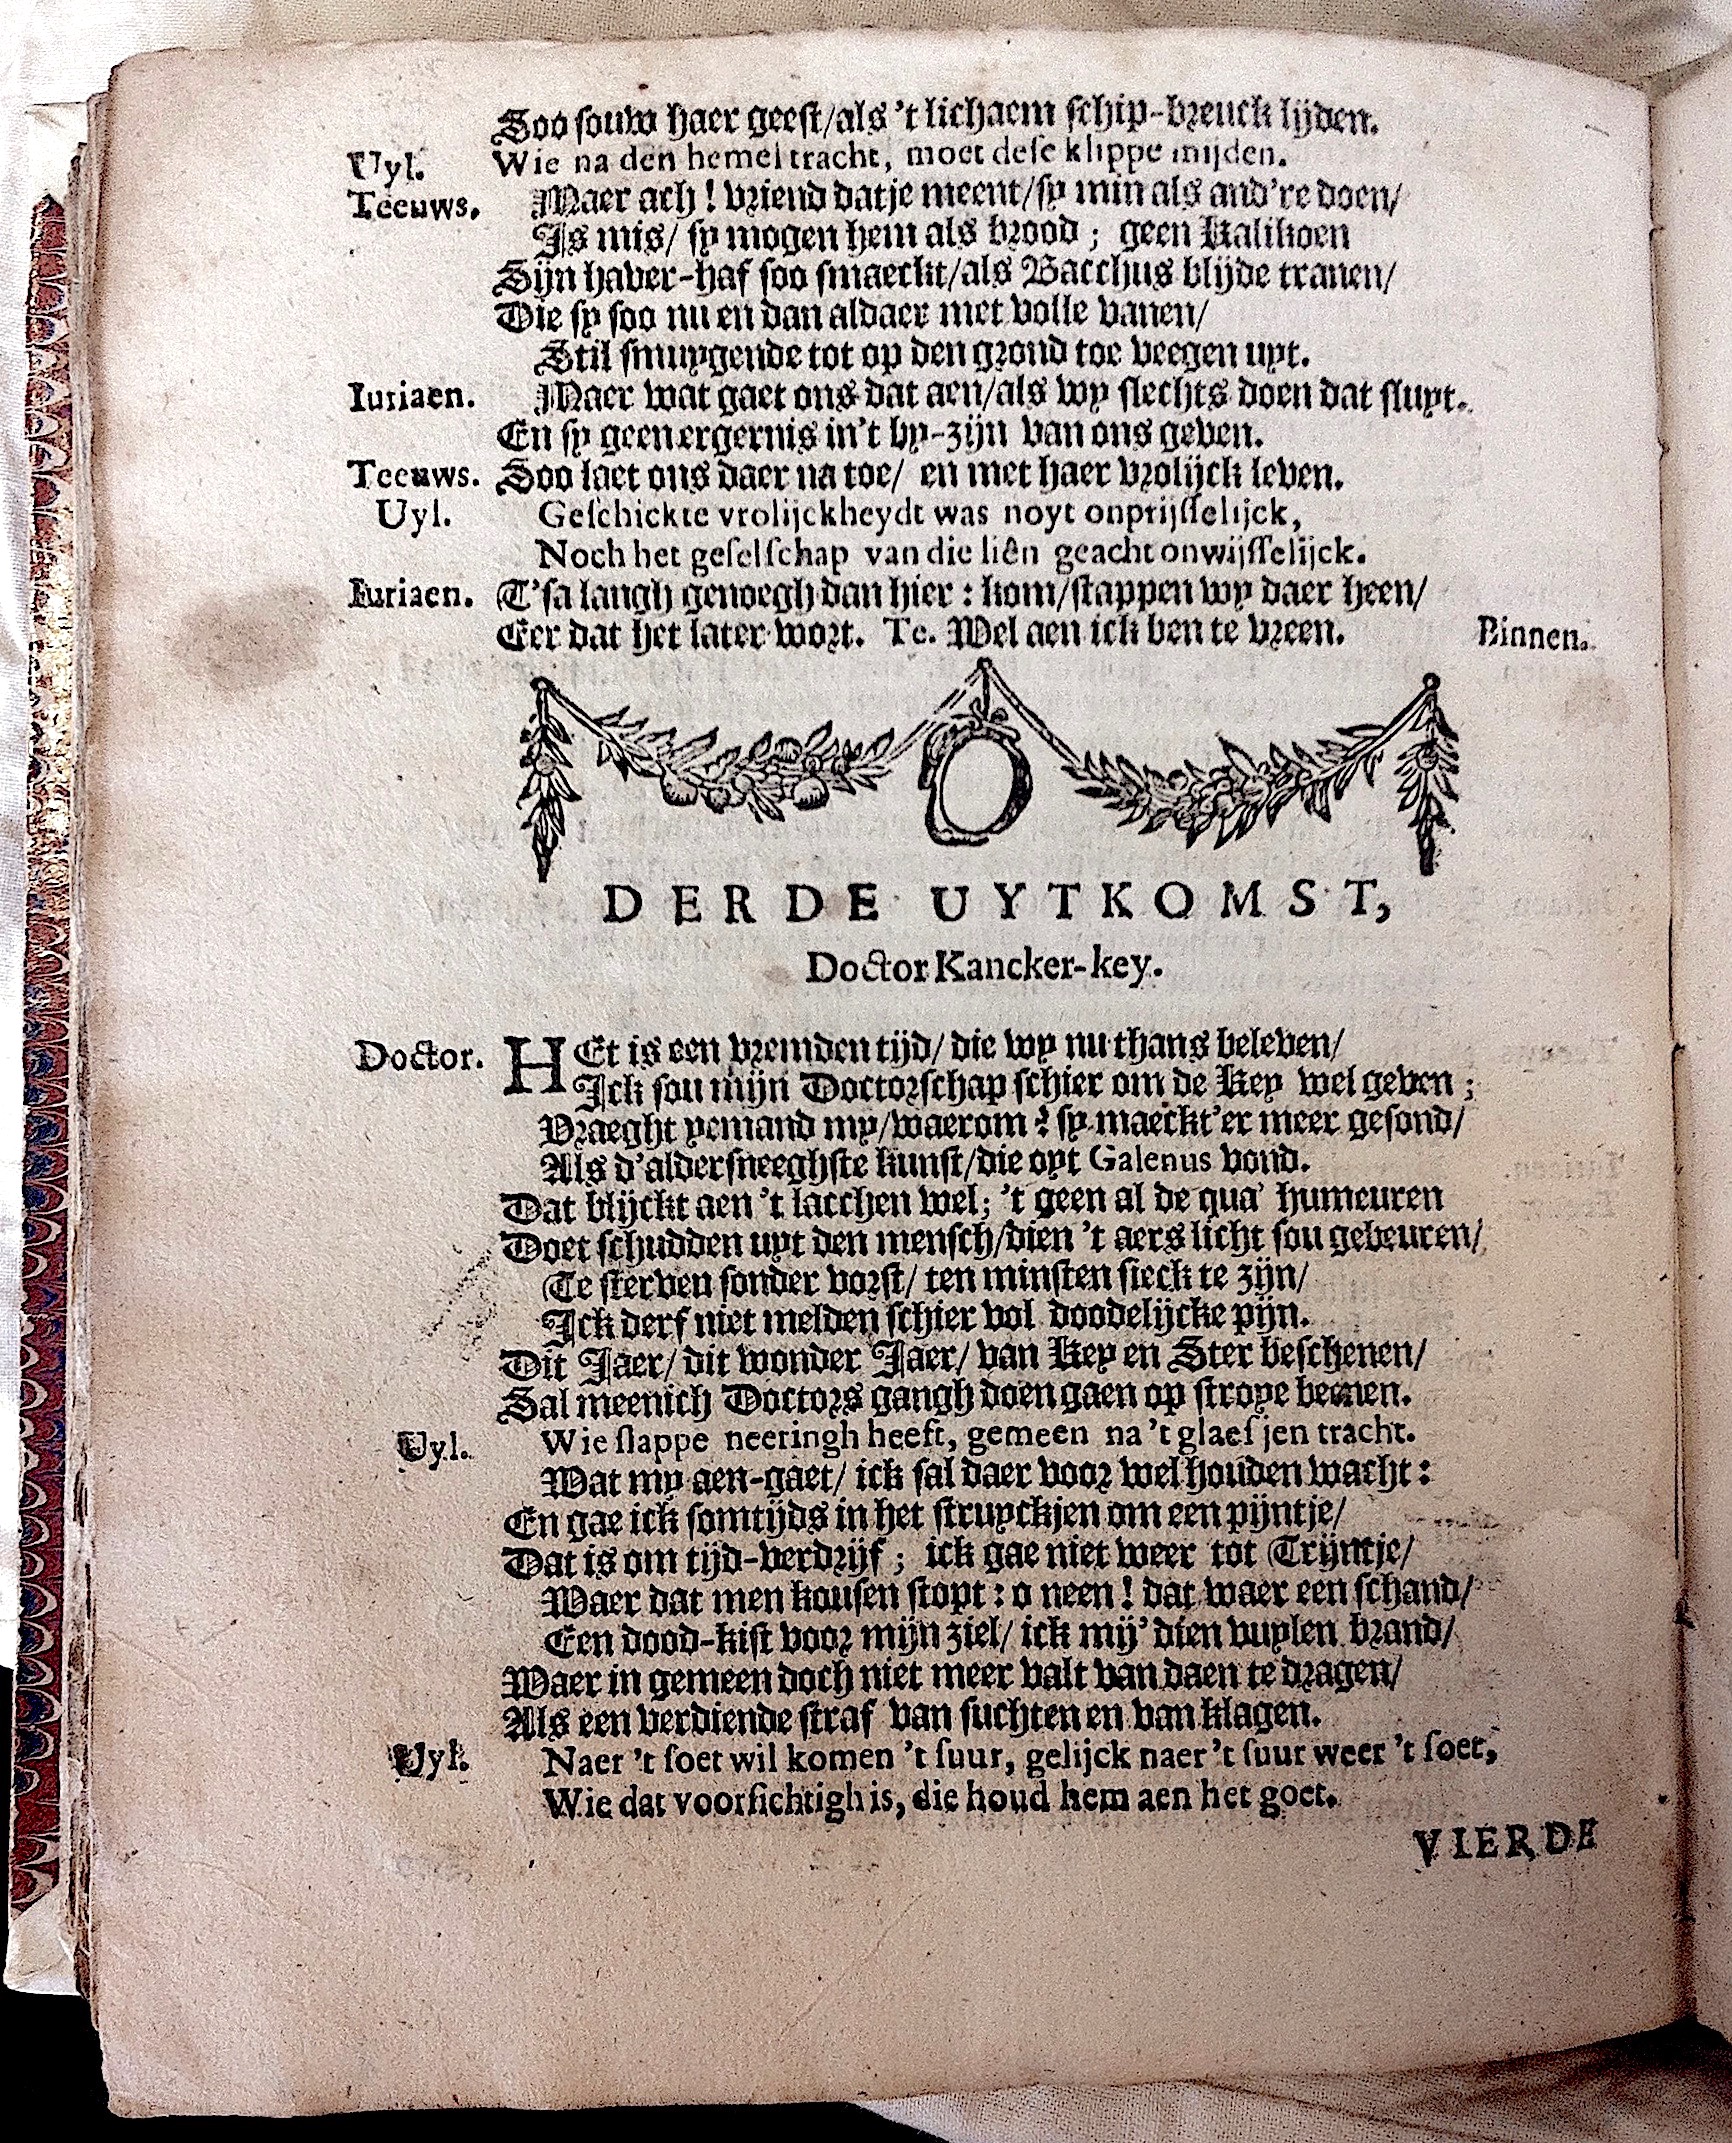 Soo souw haer geest/als 't lichaem schip-breuck lijden.
Uyl. Wie na den hemel tracht, moet dese klippe mijden.
Teeuws. Maer ach! vriend datje meent/sy min als and're doen/
Is mis/ sy mogen hem als brood; geen Kalikoen
Sijn haver-haf soo smaeckt/als Bacchus blijde tranen/
Die sy soo nu en dan aldaer met volle vanen/
Stil smuygende tot op den grond toe veegen uyt.
Iuriaen. Maer wat gaet ons dat aen/als wy slechts doen dat sluyt.
En sy geen ergernis in't by-zijn van ons geven.
Teeuws. Soo laet ons daer na toe/ en met haer vrolijck leven.
Uyl. Geschickte vrolijckheydt was noyt onprijsselijck,
Noch het geselschap van die liên geacht onwijsselijck.
Iuriaen. T'sa langh genoegh dan hier: kom/stappen wy daer heen/
Eer dat het later wort. Te. Wel aen ick ben te vreen. Binnen.
DERDE UYTKOMST,
Doctor Kancker-key.
Doctor. HEt is een vremden tijd/ die wy nu thans beleven/
Ick sou mijn Doctorschap schier om de Key wel geven;
Vraeght yemand my/waerom? sy maeckt'er meer gesond/
Als d'aldersneeghste kunst/die oyt Galenus vond.
Dat blijckt aen 't lacchen wel; 't geen al de qua' humeuren
Doet schudden uyt den mensch/dien 't aers licht sou gebeuren/
Te sterven sonder vorst/ ten minsten sieck te zijn/
Ick derf niet melden schier vol doodelijcke pijn.
Dit Jaer/ dit wonder Jaer/ van Key en Ster beschenen/
Sal meenich Doctors gangh doen gaen op stroye beenen.
Uyl. Wie slappe neeringh heeft, gemeen na 't glaesjen tracht.
Wat my aen-gaet/ ick sal daer voor wel houden wacht:
En gae ick somtijds in het struyckjen om een pijntje/
Dat is om tijd-verdrijf; ick gae niet weer tot Trijntje/
Waer dat men kousen stopt: o neen! dat waer een schand/
Een dood-kist voor mijn ziel/ ick mij' dien vuylen brand/
Waer in gemeen doch niet meer valt van daen te dragen/
Als een verdiende straf van suchten en van klagen.
Uyl. Naer 't soet wil komen 't suur, gelijck naer 't suur weer 't soet,
Wie dat voorsichtigh is, die houd hem aen het goet.
VIERDE